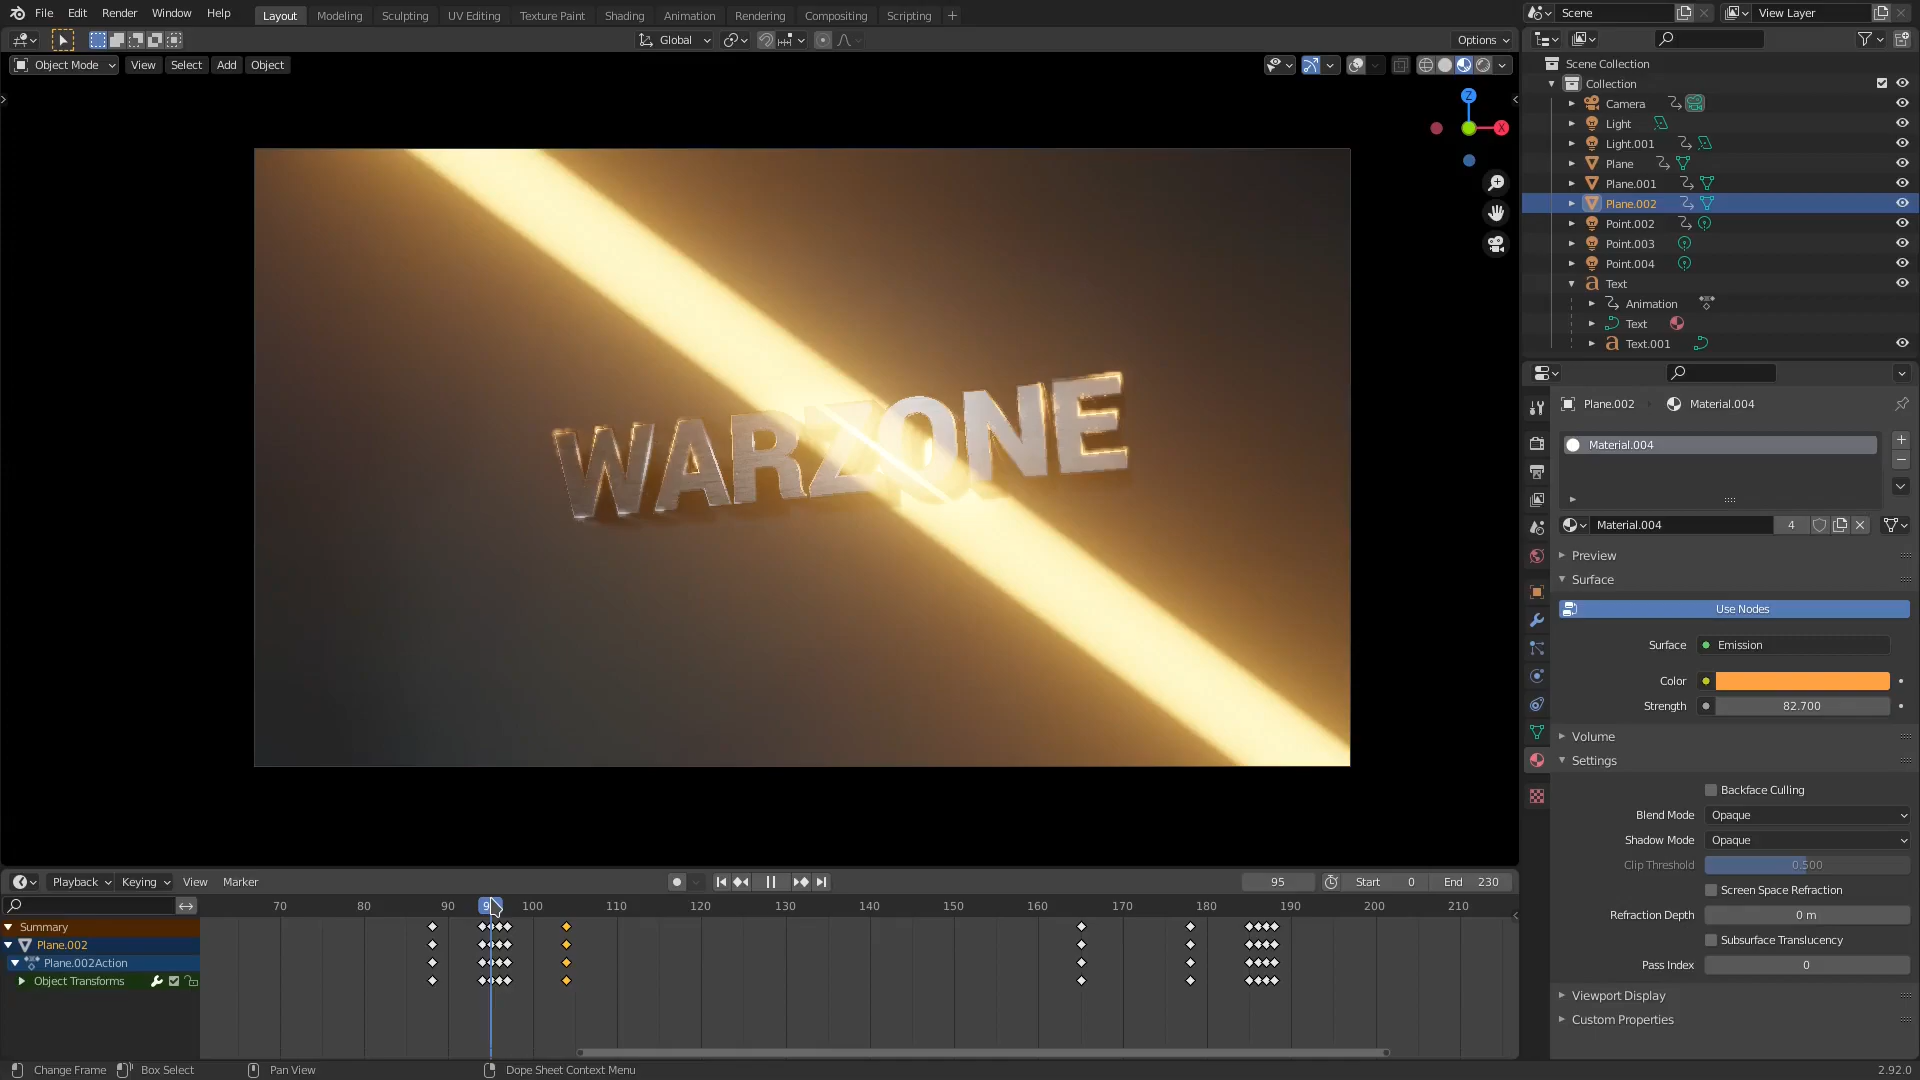 File Edit Render Window Help
Layout Modeling Sculpting UV Editing Texture Paint Shading Animation Rendering Compositing Scripting +
Scene
View Layer
Global
Options
Object Mode View Select Add Object
Z
X
WARZONE
Scene Collection
Collection
Camera
Light
Light.001
Plane
Plane.001
Plane.002
Point.002
Point.003
Point.004
Text
Animation
Text
Text.001
Plane.002 Material.004
Material.004
Material.004 4
Preview
Surface
Use Nodes
Surface Emission
Color
Strength 82.700
Volume
Settings
Backface Culling
Blend Mode Opaque
Shadow Mode Opaque
Clip Threshold 0.500
Screen Space Refraction
Refraction Depth 0 m
Subsurface Translucency
Pass Index 0
Viewport Display
Custom Properties
Playback Keying View Marker
95 Start 0 End 230
70 80 90 100 110 120 130 140 150 160 170 180 190 200 210
Summary
Plane.002
Plane.002Action
Object Transforms
Change Frame Box Select Pan View Dope Sheet Context Menu 2.92.0